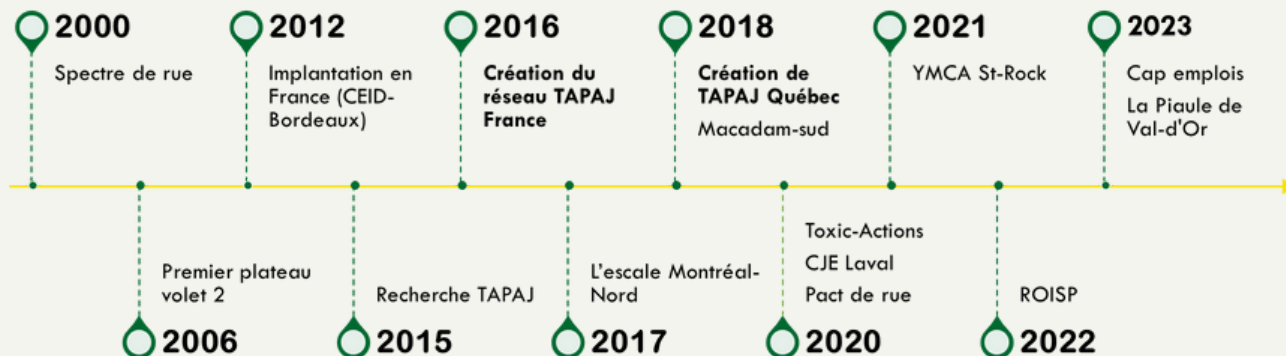 2000
Spectre de rue
2012
Implantation en
France (CEID-
Bordeaux)
2016
Création du
réseau TAPAJ
France
2018
Création de
TAPAJ Québec
Macadam-sud
2021
YMCA St-Rock
2023
Cap emplois
La Piaule de
Val-d'Or
Premier plateau
volet 2
2006
Recherche TAPAJ
2015
L'escale Montréal-
Nord
2017
Toxic-Actions
CJE Laval
Pact de rue
2020
ROISP
2022